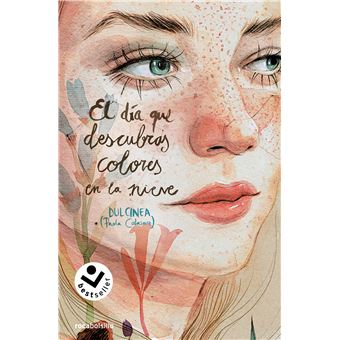 El día que
descubras
colores
en la nieve
DULCINEA
(Paola Calasanz)
bestseller
rocabolsillo